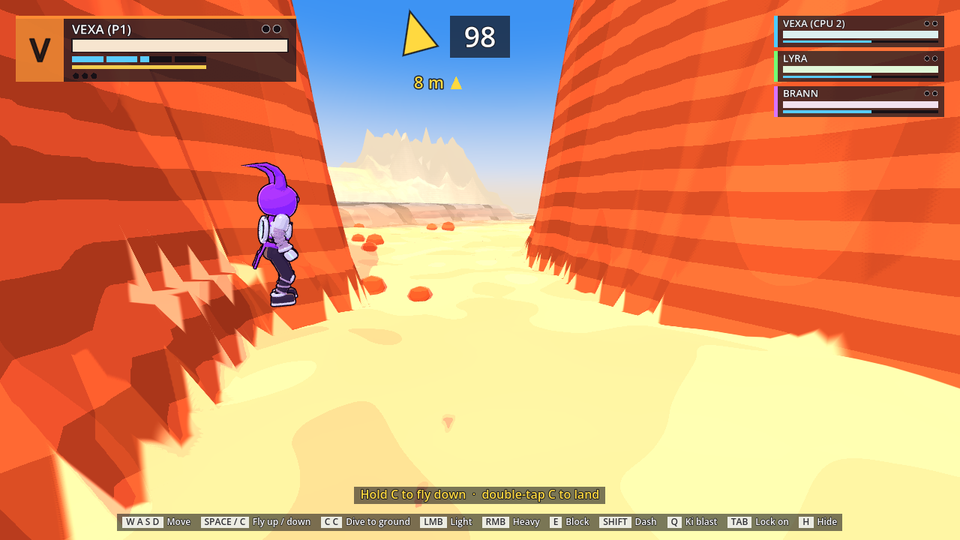 V
VEXA (P1)
98
8 m
VEXA (CPU 2)
LYRA
BRANN
Hold C to fly down · double-tap C to land
W A S D Move SPACE / C Fly up / down C C Dive to ground LMB Light RMB Heavy E Block SHIFT Dash Q Ki blast TAB Lock on H Hide